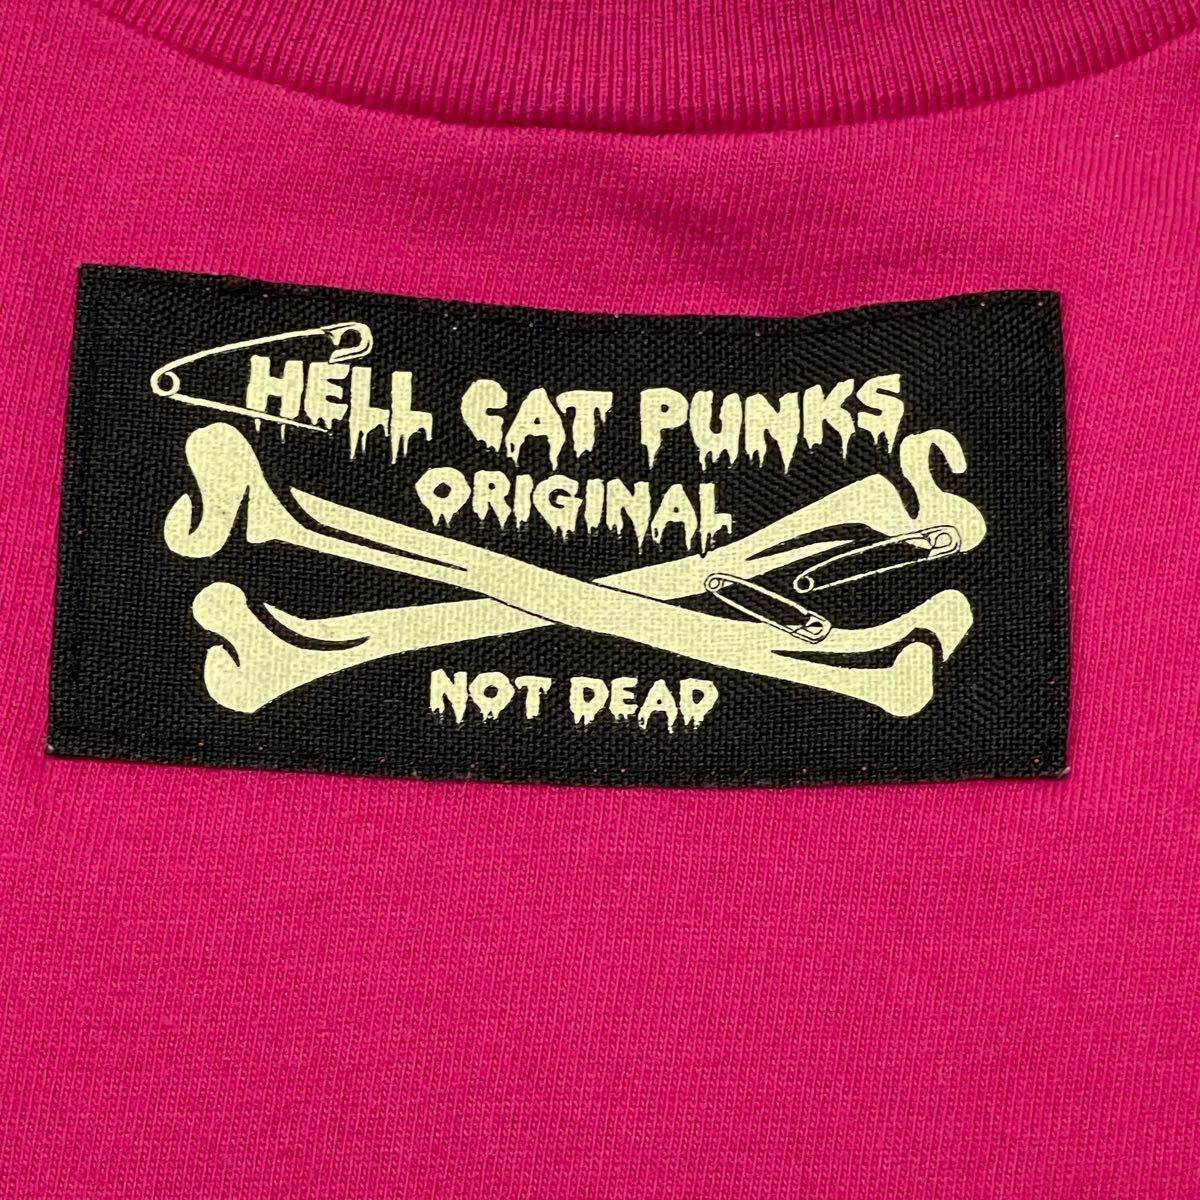 HELL CAT PUNKS
ORIGINAL
NOT DEAD